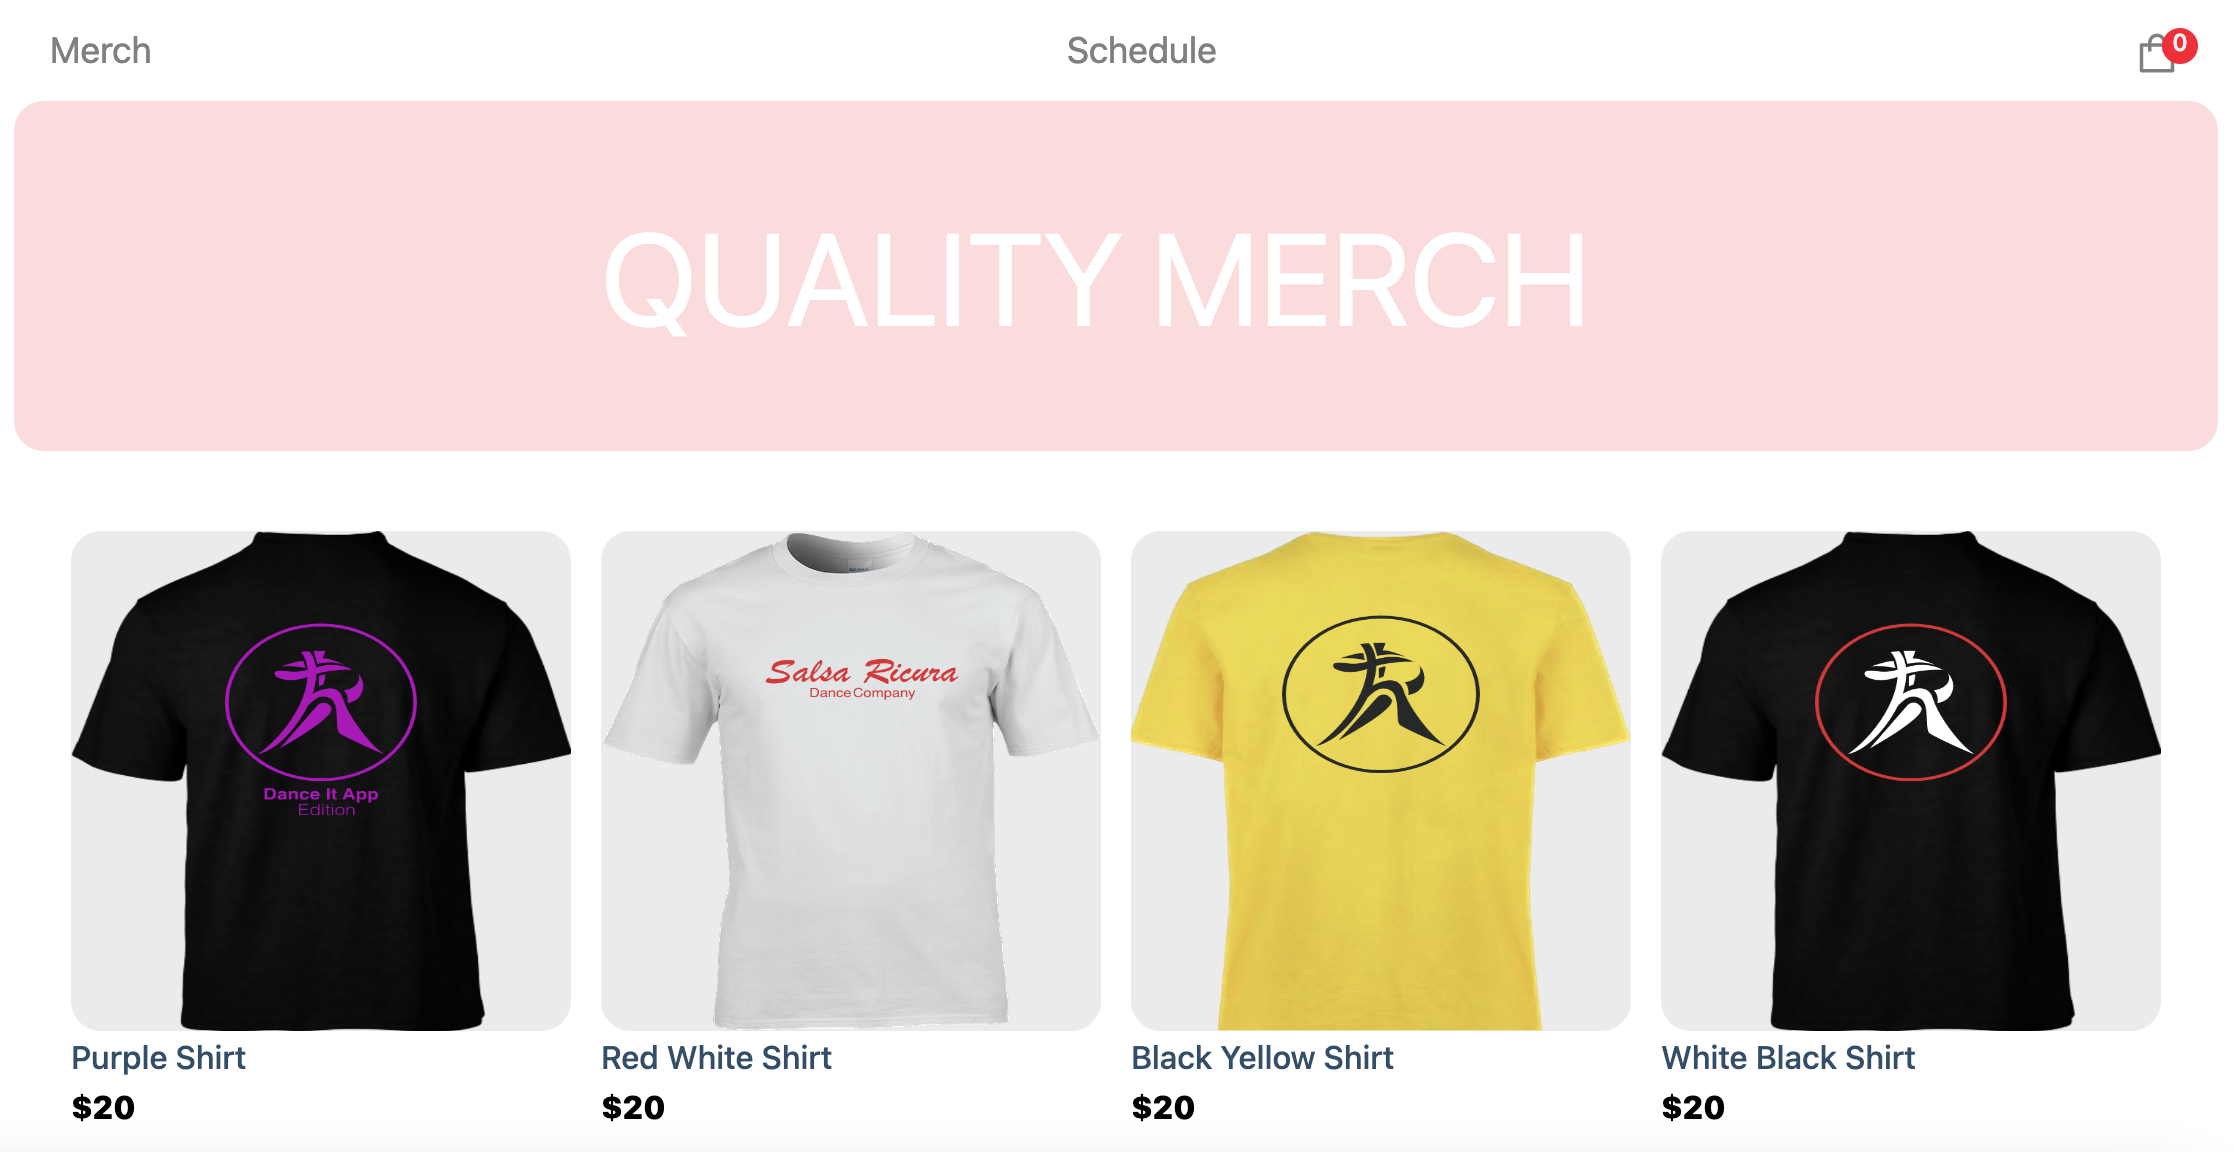 Merch Schedule 0
QUALITY MERCH
Dance It App
Edition
Salsa Ricura
Dance Company
Purple Shirt
$20
Red White Shirt
$20
Black Yellow Shirt
$20
White Black Shirt
$20